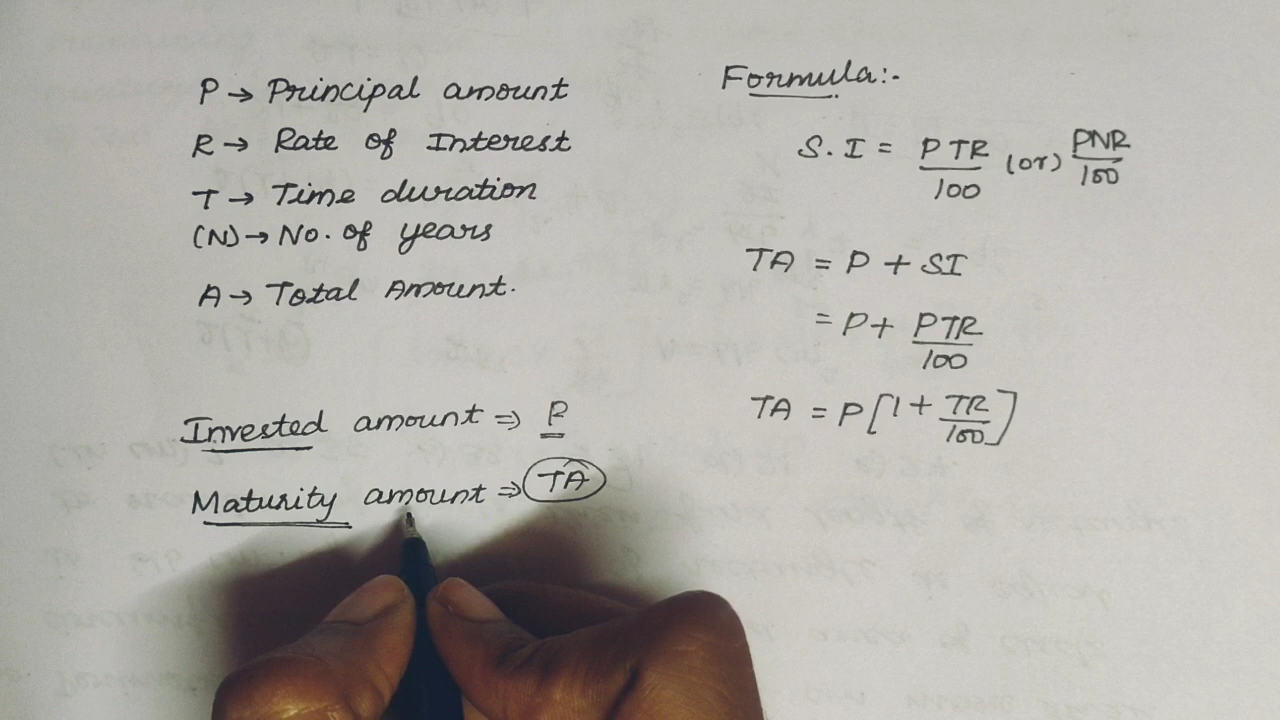 P → Principal amount
R → Rate of Interest
T → Time duration
(N) → No. of years
A → Total Amount.
Invested amount ⇒ P
Maturity amount ⇒ TA
Formula:-
S.I = PTR/100 (or) PNR/100
TA = P + SI
= P + PTR/100
TA = P[1 + TR/100]